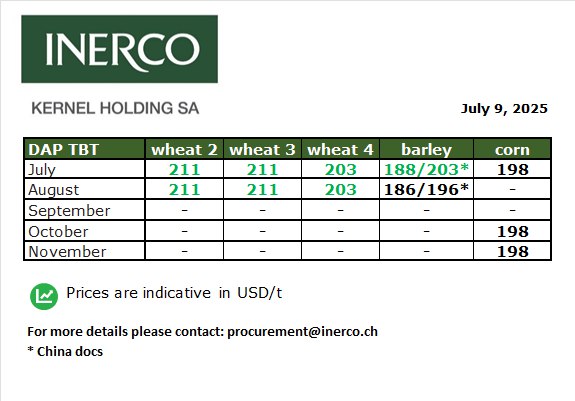 INERCO
KERNEL HOLDING SA
July 9, 2025
DAP TBT wheat 2 wheat 3 wheat 4 barley corn
July 211 211 203 188/203* 198
August 211 211 203 186/196* -
September - - - - -
October - - - - 198
November - - - - 198
Prices are indicative in USD/t
For more details please contact: procurement@inerco.ch
* China docs